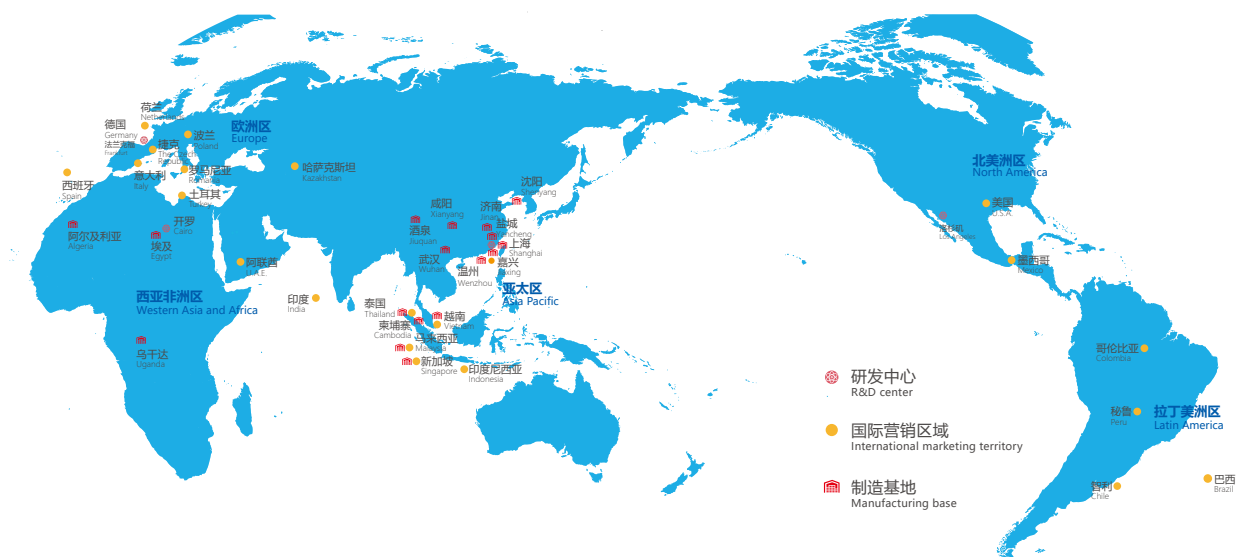 荷兰
Netherlands
德国
Germany
法兰克福
Frankfurt
捷克
The Czech
Republic
波兰
Poland
欧洲区
Europe
意大利
Italy
罗马尼亚
Romania
西班牙
Spain
土耳其
Turkey
哈萨克斯坦
Kazakhstan
阿尔及利亚
Algeria
开罗
Cairo
埃及
Egypt
阿联酋
U.A.E.
西亚非洲区
Western Asia and Africa
乌干达
Uganda
印度
India
沈阳
Shenyang
咸阳
Xianyang
济南
Jinan
酒泉
Jiuquan
盐城
Yancheng
上海
Shanghai
武汉
Wuhan
温州
Wenzhou
嘉兴
Jiaxing
亚太区
Asia Pacific
泰国
Thailand
越南
Vietnam
柬埔寨
Cambodia
马来西亚
Malaysia
新加坡
Singapore
印度尼西亚
Indonesia
北美洲区
North America
美国
U.S.A.
洛杉矶
Los Angeles
墨西哥
Mexico
哥伦比亚
Colombia
秘鲁
Peru
拉丁美洲区
Latin America
智利
Chile
巴西
Brazil
研发中心
R&D center
国际营销区域
International marketing territory
制造基地
Manufacturing base